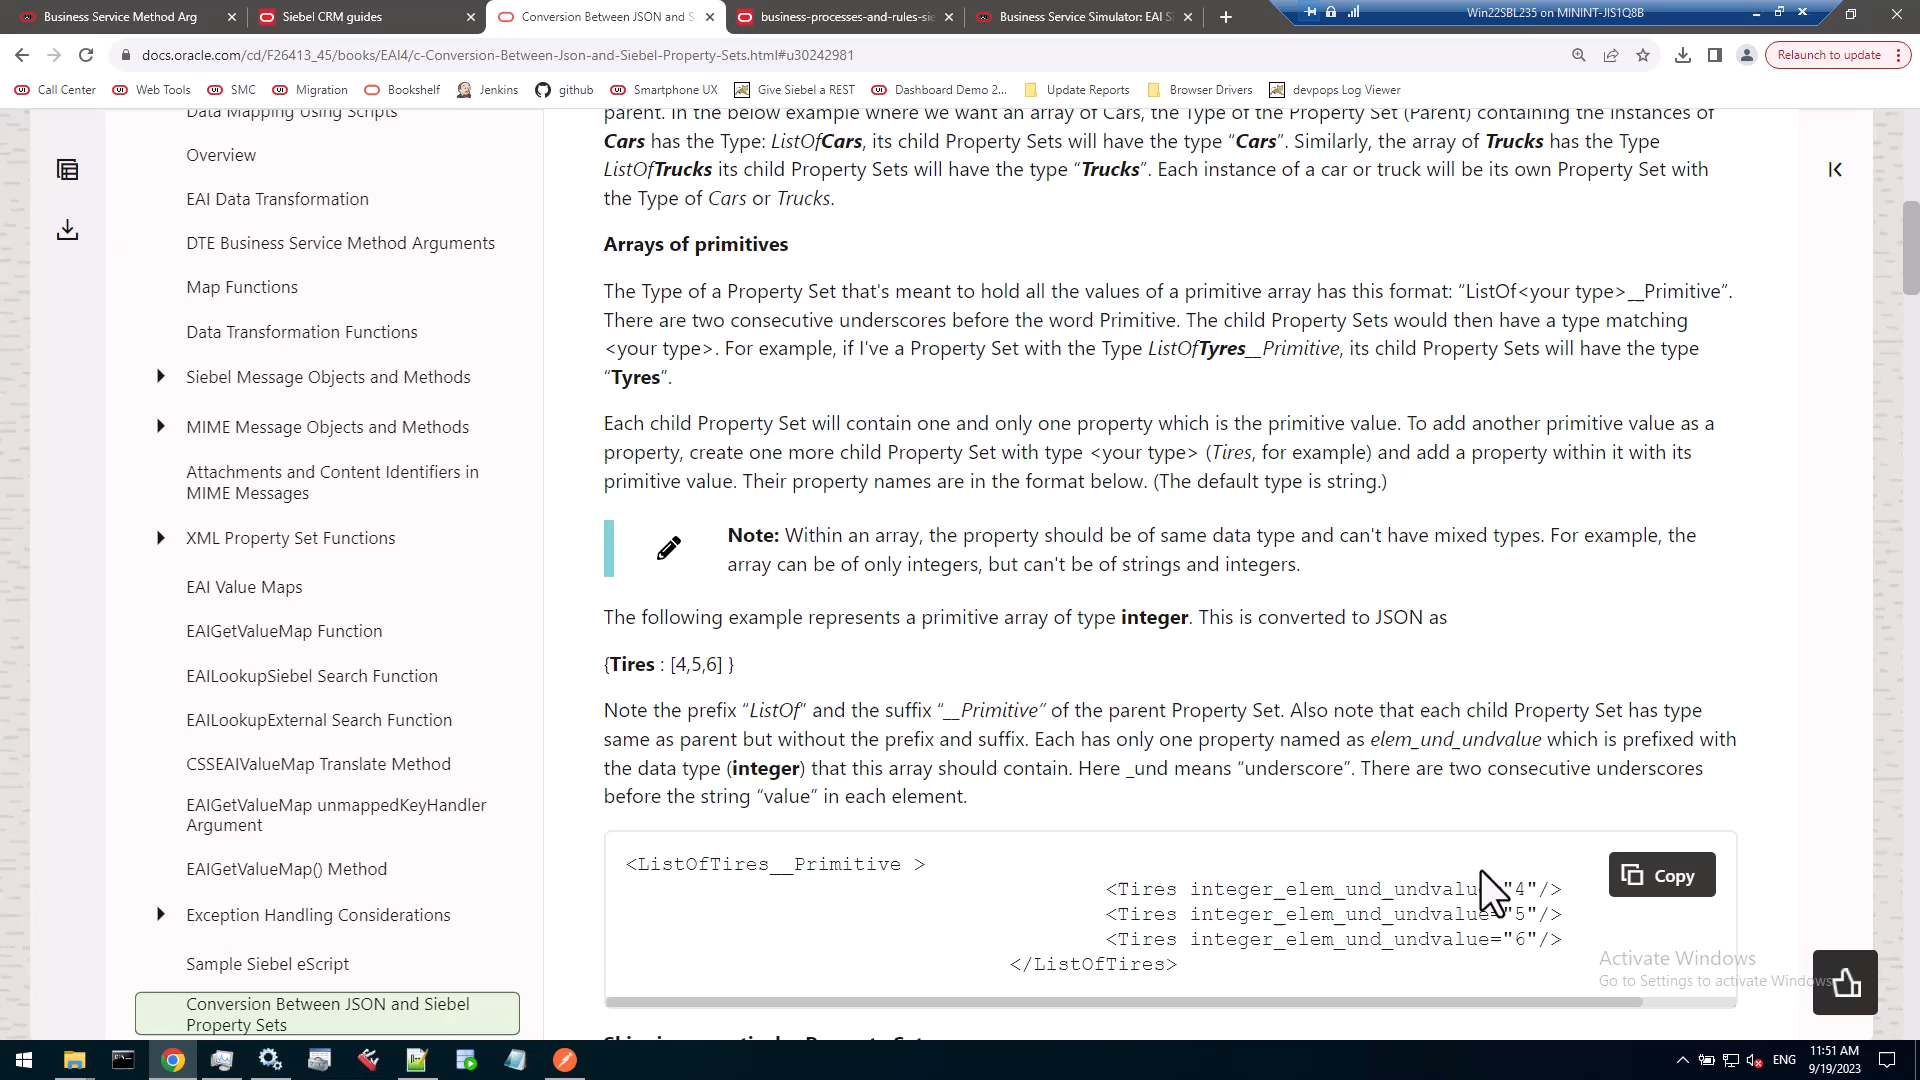 Business Service Method Arg
Siebel CRM guides
Conversion Between JSON and S
business-processes-and-rules-sie
Business Service Simulator: EAI S
Win22SBL235 on MININT-JIS1Q8B
docs.oracle.com/cd/F26413_45/books/EAI4/c-Conversion-Between-Json-and-Siebel-Property-Sets.html#u30242981
Relaunch to update
Call Center
Web Tools
SMC
Migration
Bookshelf
Jenkins
github
Smartphone UX
Give Siebel a REST
Dashboard Demo 2...
Update Reports
Browser Drivers
devpops Log Viewer
Data Mapping Using Scripts
Overview
EAI Data Transformation
DTE Business Service Method Arguments
Map Functions
Data Transformation Functions
Siebel Message Objects and Methods
MIME Message Objects and Methods
Attachments and Content Identifiers in
MIME Messages
XML Property Set Functions
EAI Value Maps
EAIGetValueMap Function
EAILookupSiebel Search Function
EAILookupExternal Search Function
CSSEAIValueMap Translate Method
EAIGetValueMap unmappedKeyHandler
Argument
EAIGetValueMap() Method
Exception Handling Considerations
Sample Siebel eScript
Conversion Between JSON and Siebel
Property Sets
parent. In the below example where we want an array of Cars, the Type of the Property Set (Parent) containing the instances of
Cars has the Type: ListOfCars, its child Property Sets will have the type “Cars”. Similarly, the array of Trucks has the Type
ListOfTrucks its child Property Sets will have the type “Trucks”. Each instance of a car or truck will be its own Property Set with
the Type of Cars or Trucks.
Arrays of primitives
The Type of a Property Set that's meant to hold all the values of a primitive array has this format: “ListOf<your type>__Primitive”.
There are two consecutive underscores before the word Primitive. The child Property Sets would then have a type matching
<your type>. For example, if I've a Property Set with the Type ListOfTyres__Primitive, its child Property Sets will have the type
“Tyres“.
Each child Property Set will contain one and only one property which is the primitive value. To add another primitive value as a
property, create one more child Property Set with type <your type> (Tires, for example) and add a property within it with its
primitive value. Their property names are in the format below. (The default type is string.)
Note: Within an array, the property should be of same data type and can't have mixed types. For example, the
array can be of only integers, but can't be of strings and integers.
The following example represents a primitive array of type integer. This is converted to JSON as
{Tires : [4,5,6] }
Note the prefix “ListOf” and the suffix “__Primitive” of the parent Property Set. Also note that each child Property Set has type
same as parent but without the prefix and suffix. Each has only one property named as elem_und_undvalue which is prefixed with
the data type (integer) that this array should contain. Here _und means “underscore”. There are two consecutive underscores
before the string “value” in each element.
<ListOfTires__Primitive >
<Tires integer_elem_und_undvalu "4"/>
<Tires integer_elem_und_undvalue="5"/>
<Tires integer_elem_und_undvalue="6"/>
</ListOfTires>
Copy
Activate Windows
Go to Settings to activate Windows.
ENG
11:51 AM
9/19/2023